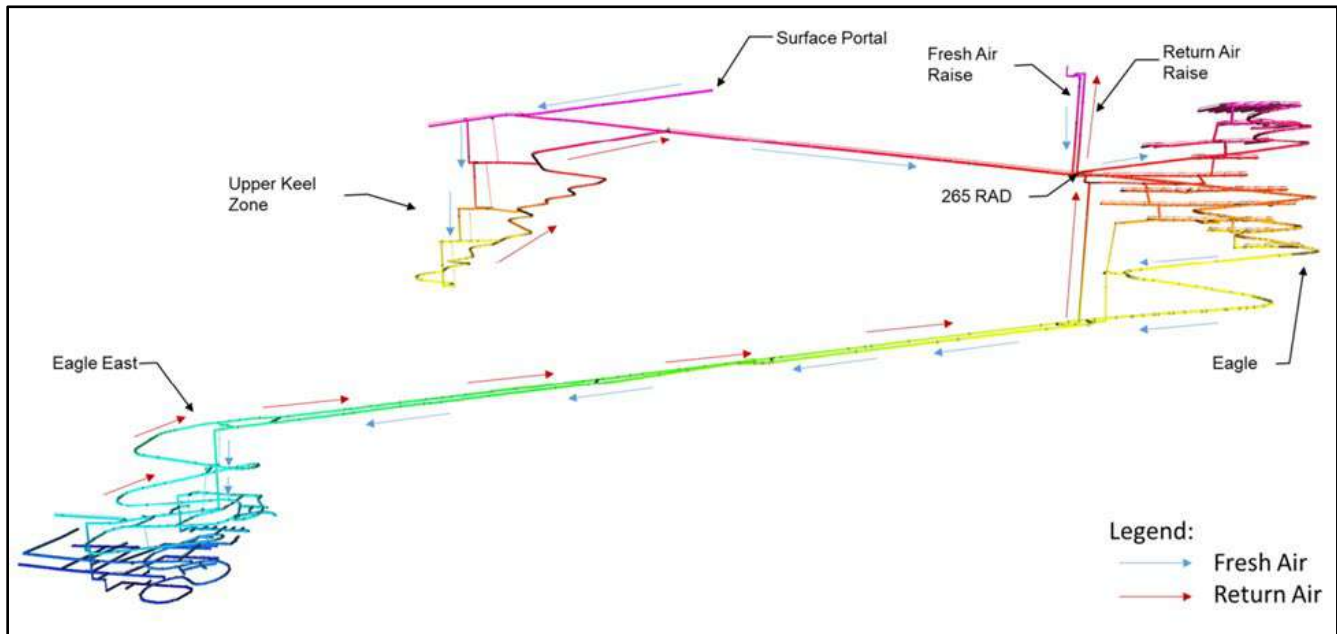 Surface Portal
Fresh Air
Raise
Return Air
Raise
Upper Keel
Zone
265 RAD
Eagle East
Eagle
Legend:
Fresh Air
Return Air